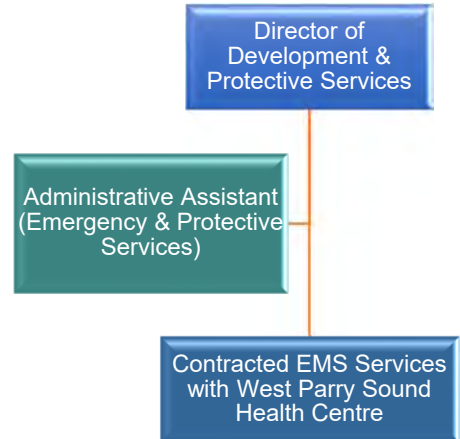 Director of
Development &
Protective Services
Administrative Assistant
(Emergency & Protective
Services)
Contracted EMS Services
with West Parry Sound
Health Centre